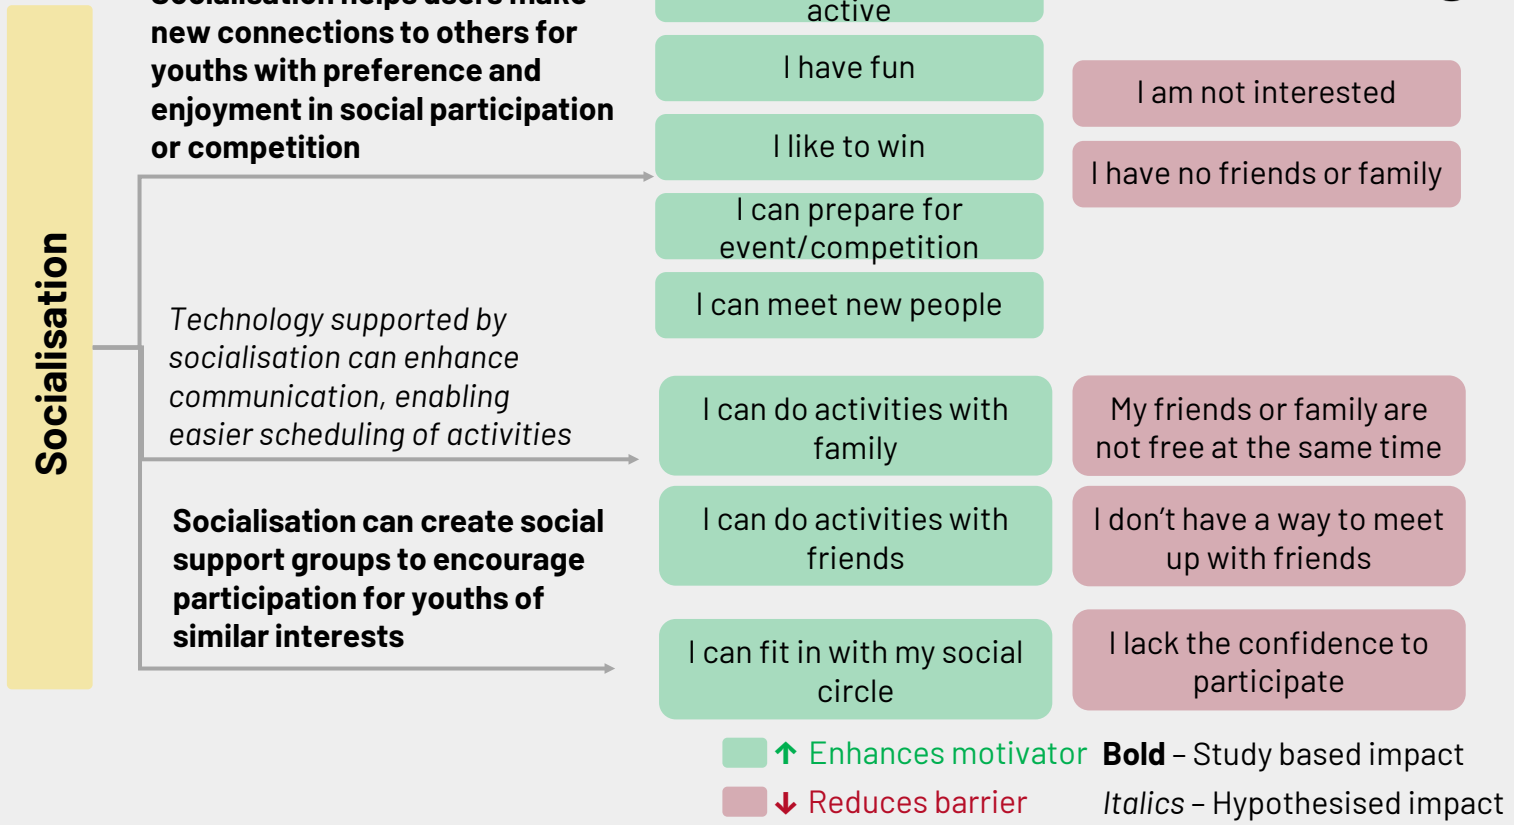 Socialisation
Socialisation helps users make
new connections to others for
youths with preference and
enjoyment in social participation
or competition
active
I have fun
I like to win
I can prepare for
event/competition
I can meet new people
I am not interested
I have no friends or family
Technology supported by
socialisation can enhance
communication, enabling
easier scheduling of activities
I can do activities with
family
I can do activities with
friends
My friends or family are
not free at the same time
I don't have a way to meet
up with friends
Socialisation can create social
support groups to encourage
participation for youths of
similar interests
I can fit in with my social
circle
I lack the confidence to
participate
↑ Enhances motivator
↓ Reduces barrier
Bold – Study based impact
Italics – Hypothesised impact